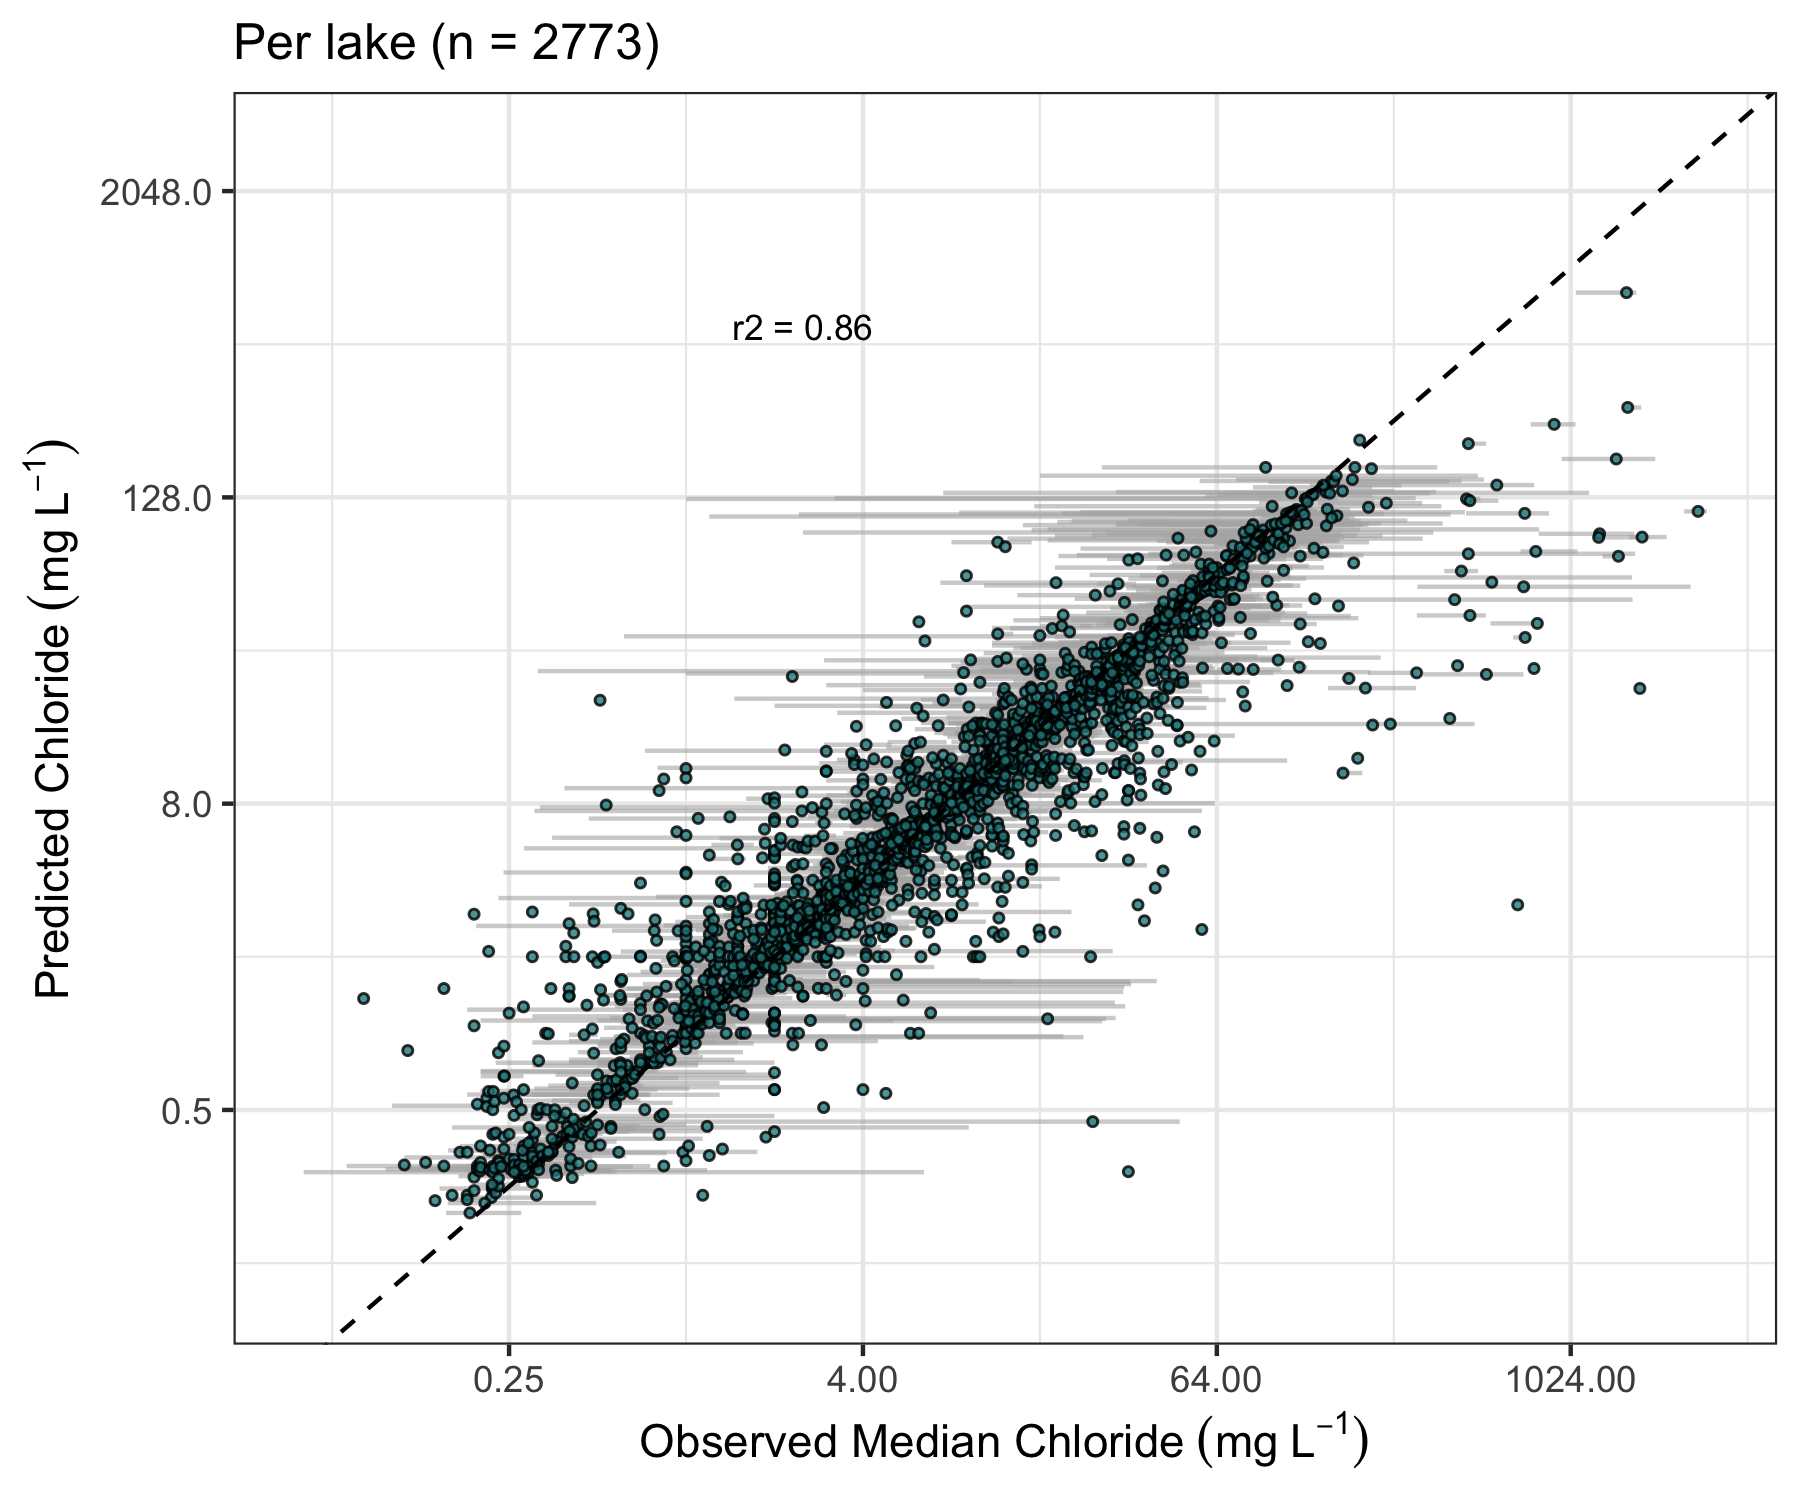 Per lake (n = 2773)
Predicted Chloride (mg L⁻¹)
2048.0
128.0
8.0
0.5
r2 = 0.86
0.25
4.00
64.00
1024.00
Observed Median Chloride (mg L⁻¹)